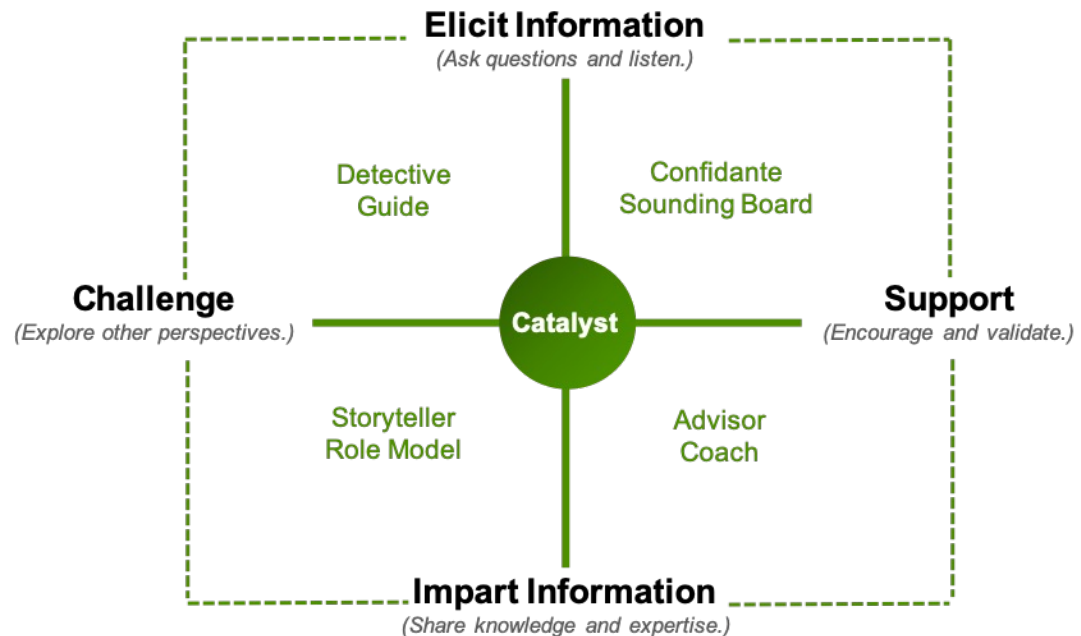 Elicit Information
(Ask questions and listen.)
Detective
Guide
Confidante
Sounding Board
Challenge
(Explore other perspectives.)
Catalyst
Support
(Encourage and validate.)
Storyteller
Role Model
Advisor
Coach
Impart Information
(Share knowledge and expertise.)